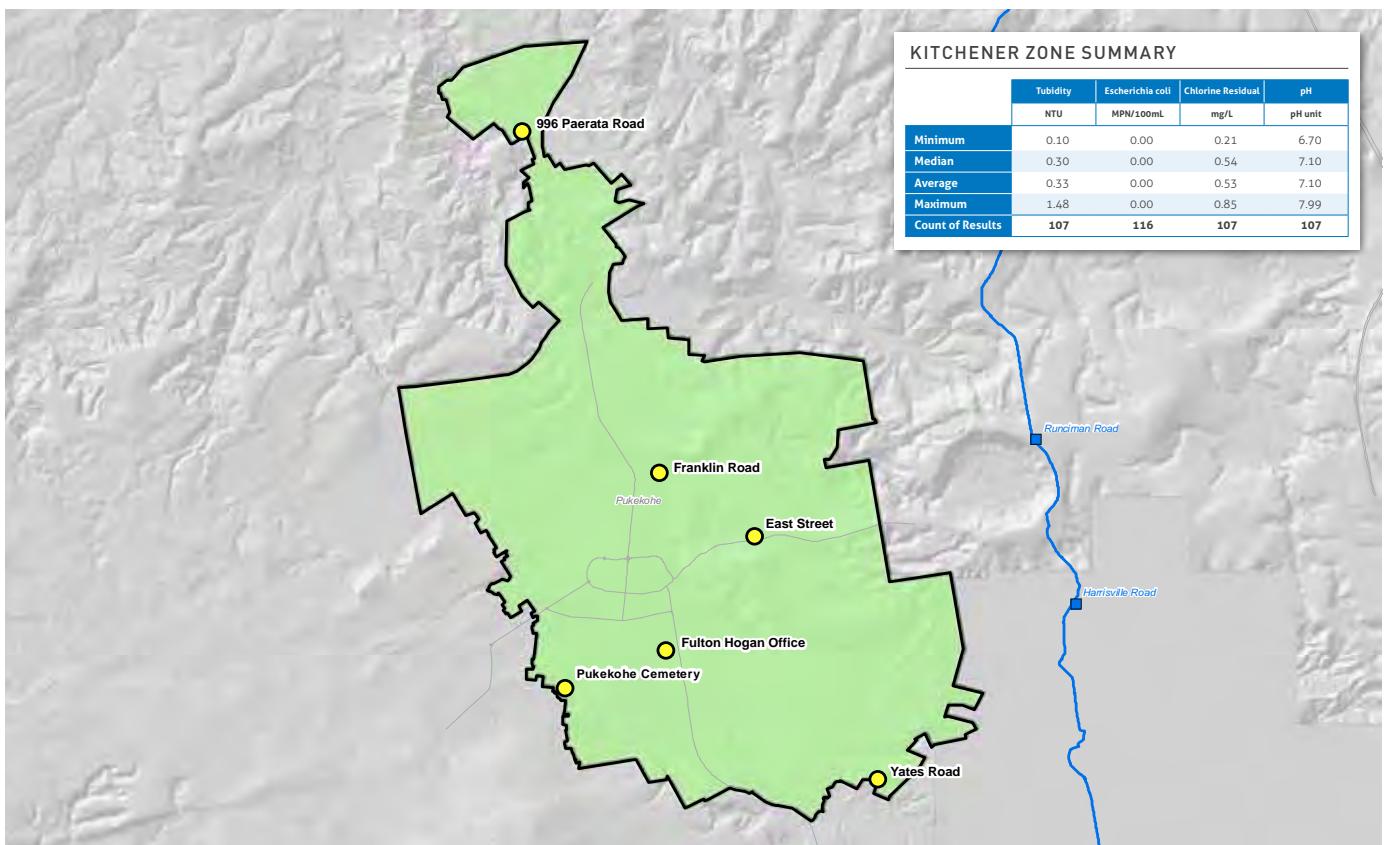 KITCHENER ZONE SUMMARY
Tubidity Escherichia coli Chlorine Residual pH
NTU MPN/100mL mg/L pH unit
Minimum 0.10 0.00 0.21 6.70
Median 0.30 0.00 0.54 7.10
Average 0.33 0.00 0.53 7.10
Maximum 1.48 0.00 0.85 7.99
Count of Results 107 116 107 107
996 Paerata Road
Runciman Road
Franklin Road
Pukekohe
East Street
Harrisville Road
Fulton Hogan Office
Pukekohe Cemetery
Yates Road